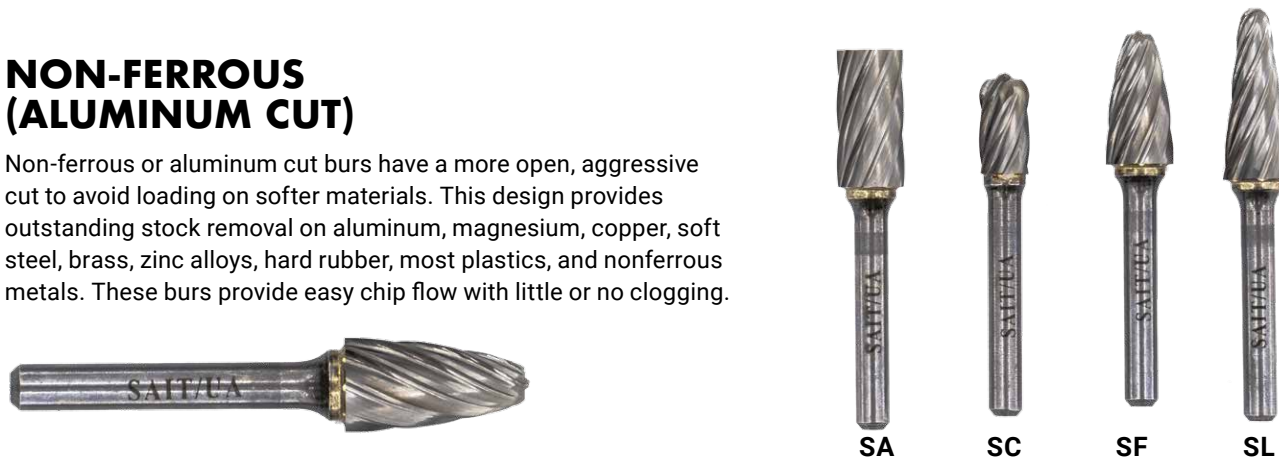 NON-FERROUS
(ALUMINUM CUT)
Non-ferrous or aluminum cut burs have a more open, aggressive
cut to avoid loading on softer materials. This design provides
outstanding stock removal on aluminum, magnesium, copper, soft
steel, brass, zinc alloys, hard rubber, most plastics, and nonferrous
metals. These burs provide easy chip flow with little or no clogging.
SAIT/UA
SAIT/UA
SAIT/UA
SAIT/UA
SAIT/UA
SA
SC
SF
SL